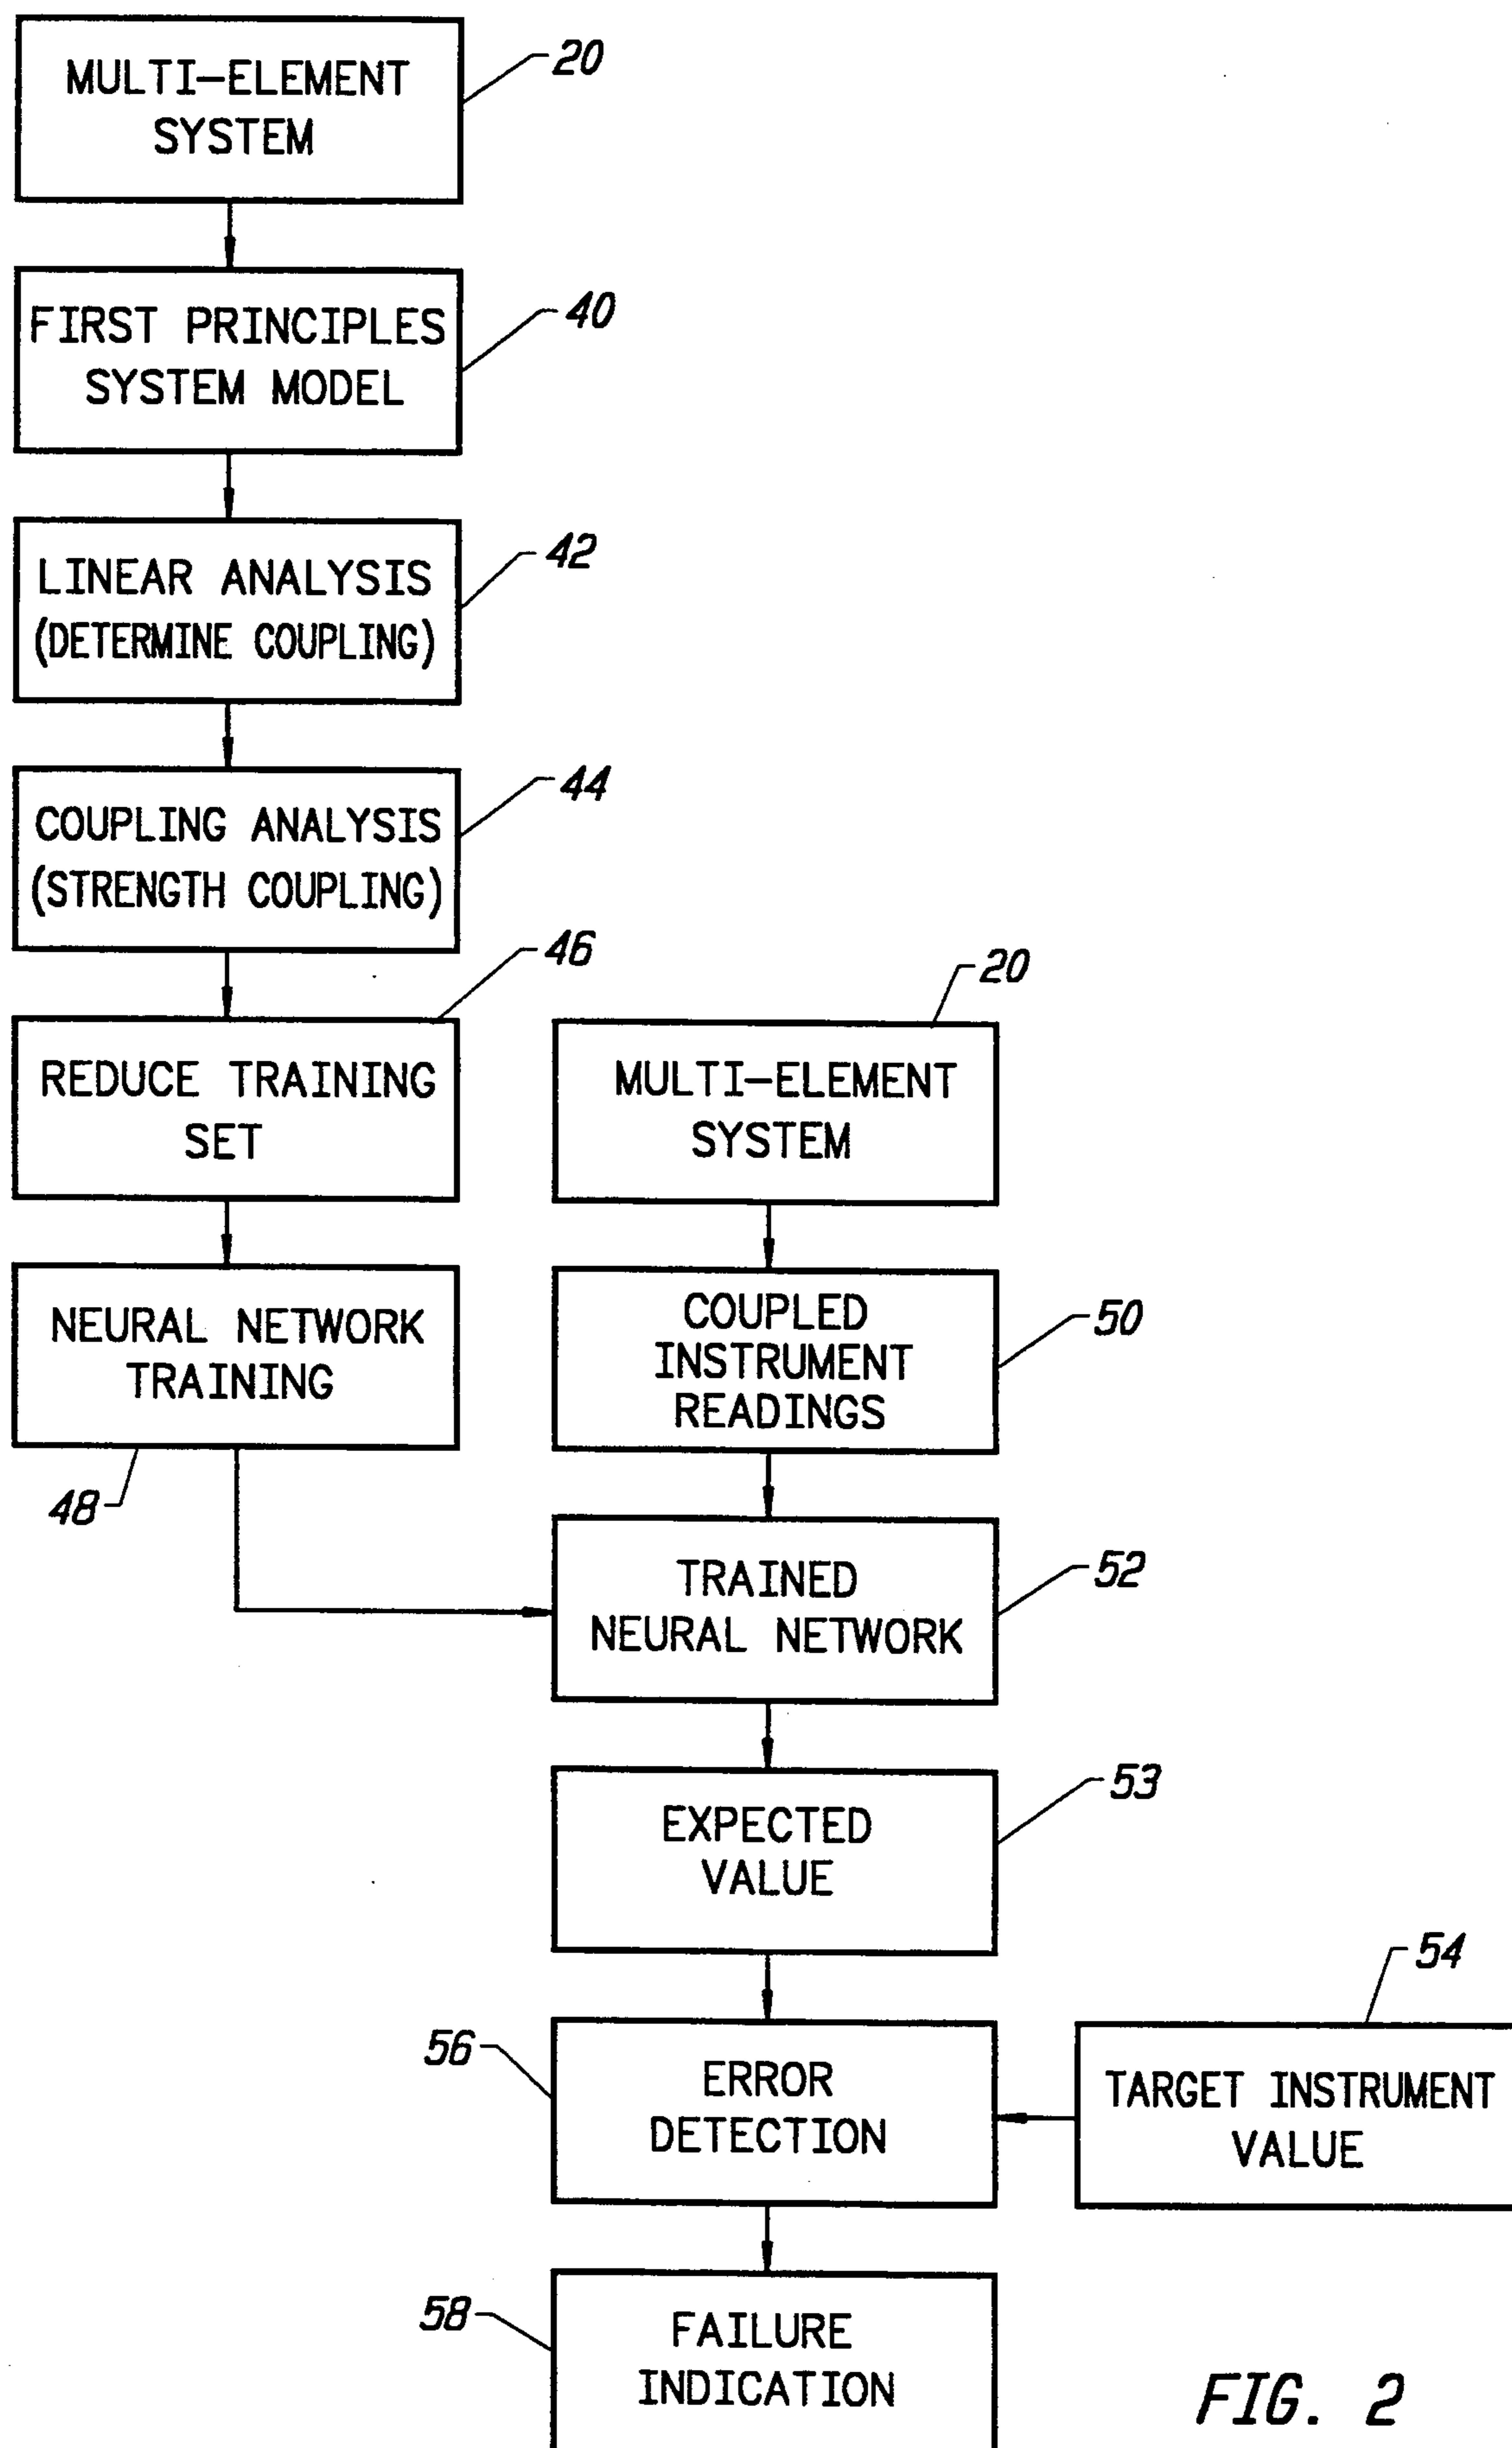 MULTI-ELEMENT
SYSTEM
20
FIRST PRINCIPLES
SYSTEM MODEL
40
LINEAR ANALYSIS
(DETERMINE COUPLING)
42
COUPLING ANALYSIS
(STRENGTH COUPLING)
44
REDUCE TRAINING
SET
46
NEURAL NETWORK
TRAINING
48
MULTI-ELEMENT
SYSTEM
20
COUPLED
INSTRUMENT
READINGS
50
TRAINED
NEURAL NETWORK
52
EXPECTED
VALUE
53
ERROR
DETECTION
56
TARGET INSTRUMENT
VALUE
54
FAILURE
INDICATION
58
FIG. 2